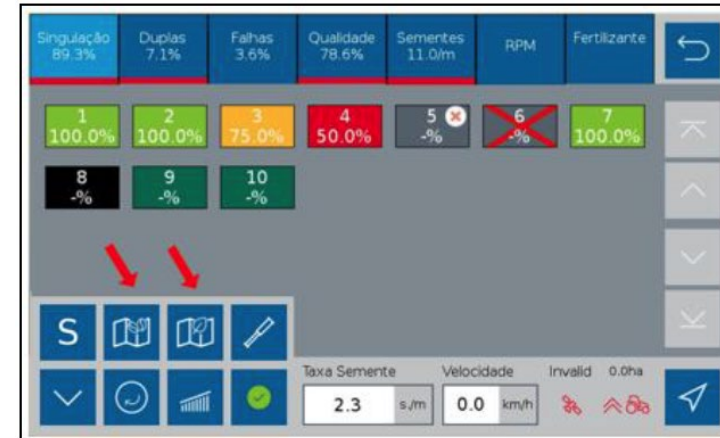 Singulação
89.3%
Duplas
7.1%
Falhas
3.6%
Qualidade
78.6%
Sementes
11.0/m
RPM
Fertilizante
1
100.0%
2
100.0%
3
75.0%
4
50.0%
5
-%
6
-%
7
100.0%
8
-%
9
-%
10
-%
S
Taxa Semente
2.3 s./m
Velocidade
0.0 km/h
Invalid 0.0ha